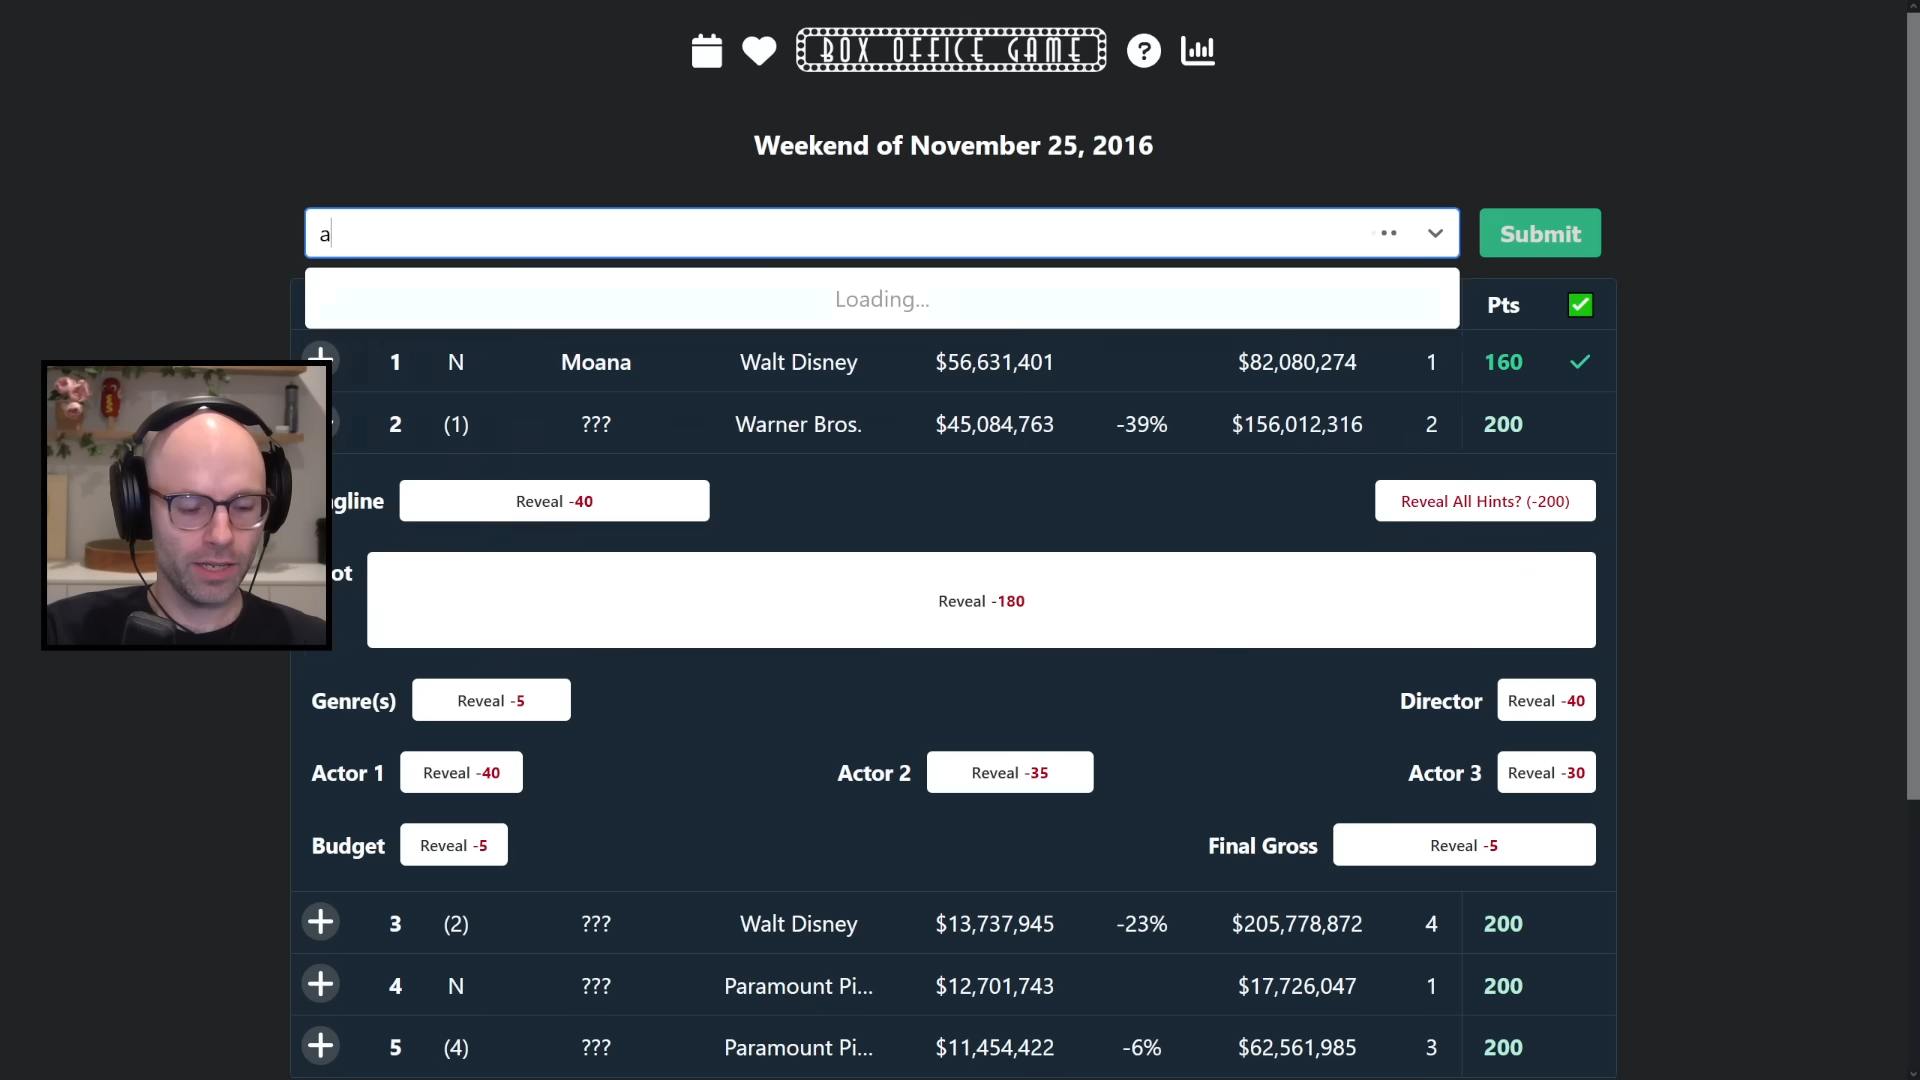 BOX OFFICE GAME
?
Weekend of November 25, 2016
a
Submit
Loading...
Pts
1 N Moana Walt Disney $56,631,401 $82,080,274 1 160
2 (1) ??? Warner Bros. $45,084,763 -39% $156,012,316 2 200
gline Reveal -40 Reveal All Hints? (-200)
ot Reveal -180
Genre(s) Reveal -5 Director Reveal -40
Actor 1 Reveal -40 Actor 2 Reveal -35 Actor 3 Reveal -30
Budget Reveal -5 Final Gross Reveal -5
3 (2) ??? Walt Disney $13,737,945 -23% $205,778,872 4 200
4 N ??? Paramount Pi... $12,701,743 $17,726,047 1 200
5 (4) ??? Paramount Pi... $11,454,422 -6% $62,561,985 3 200